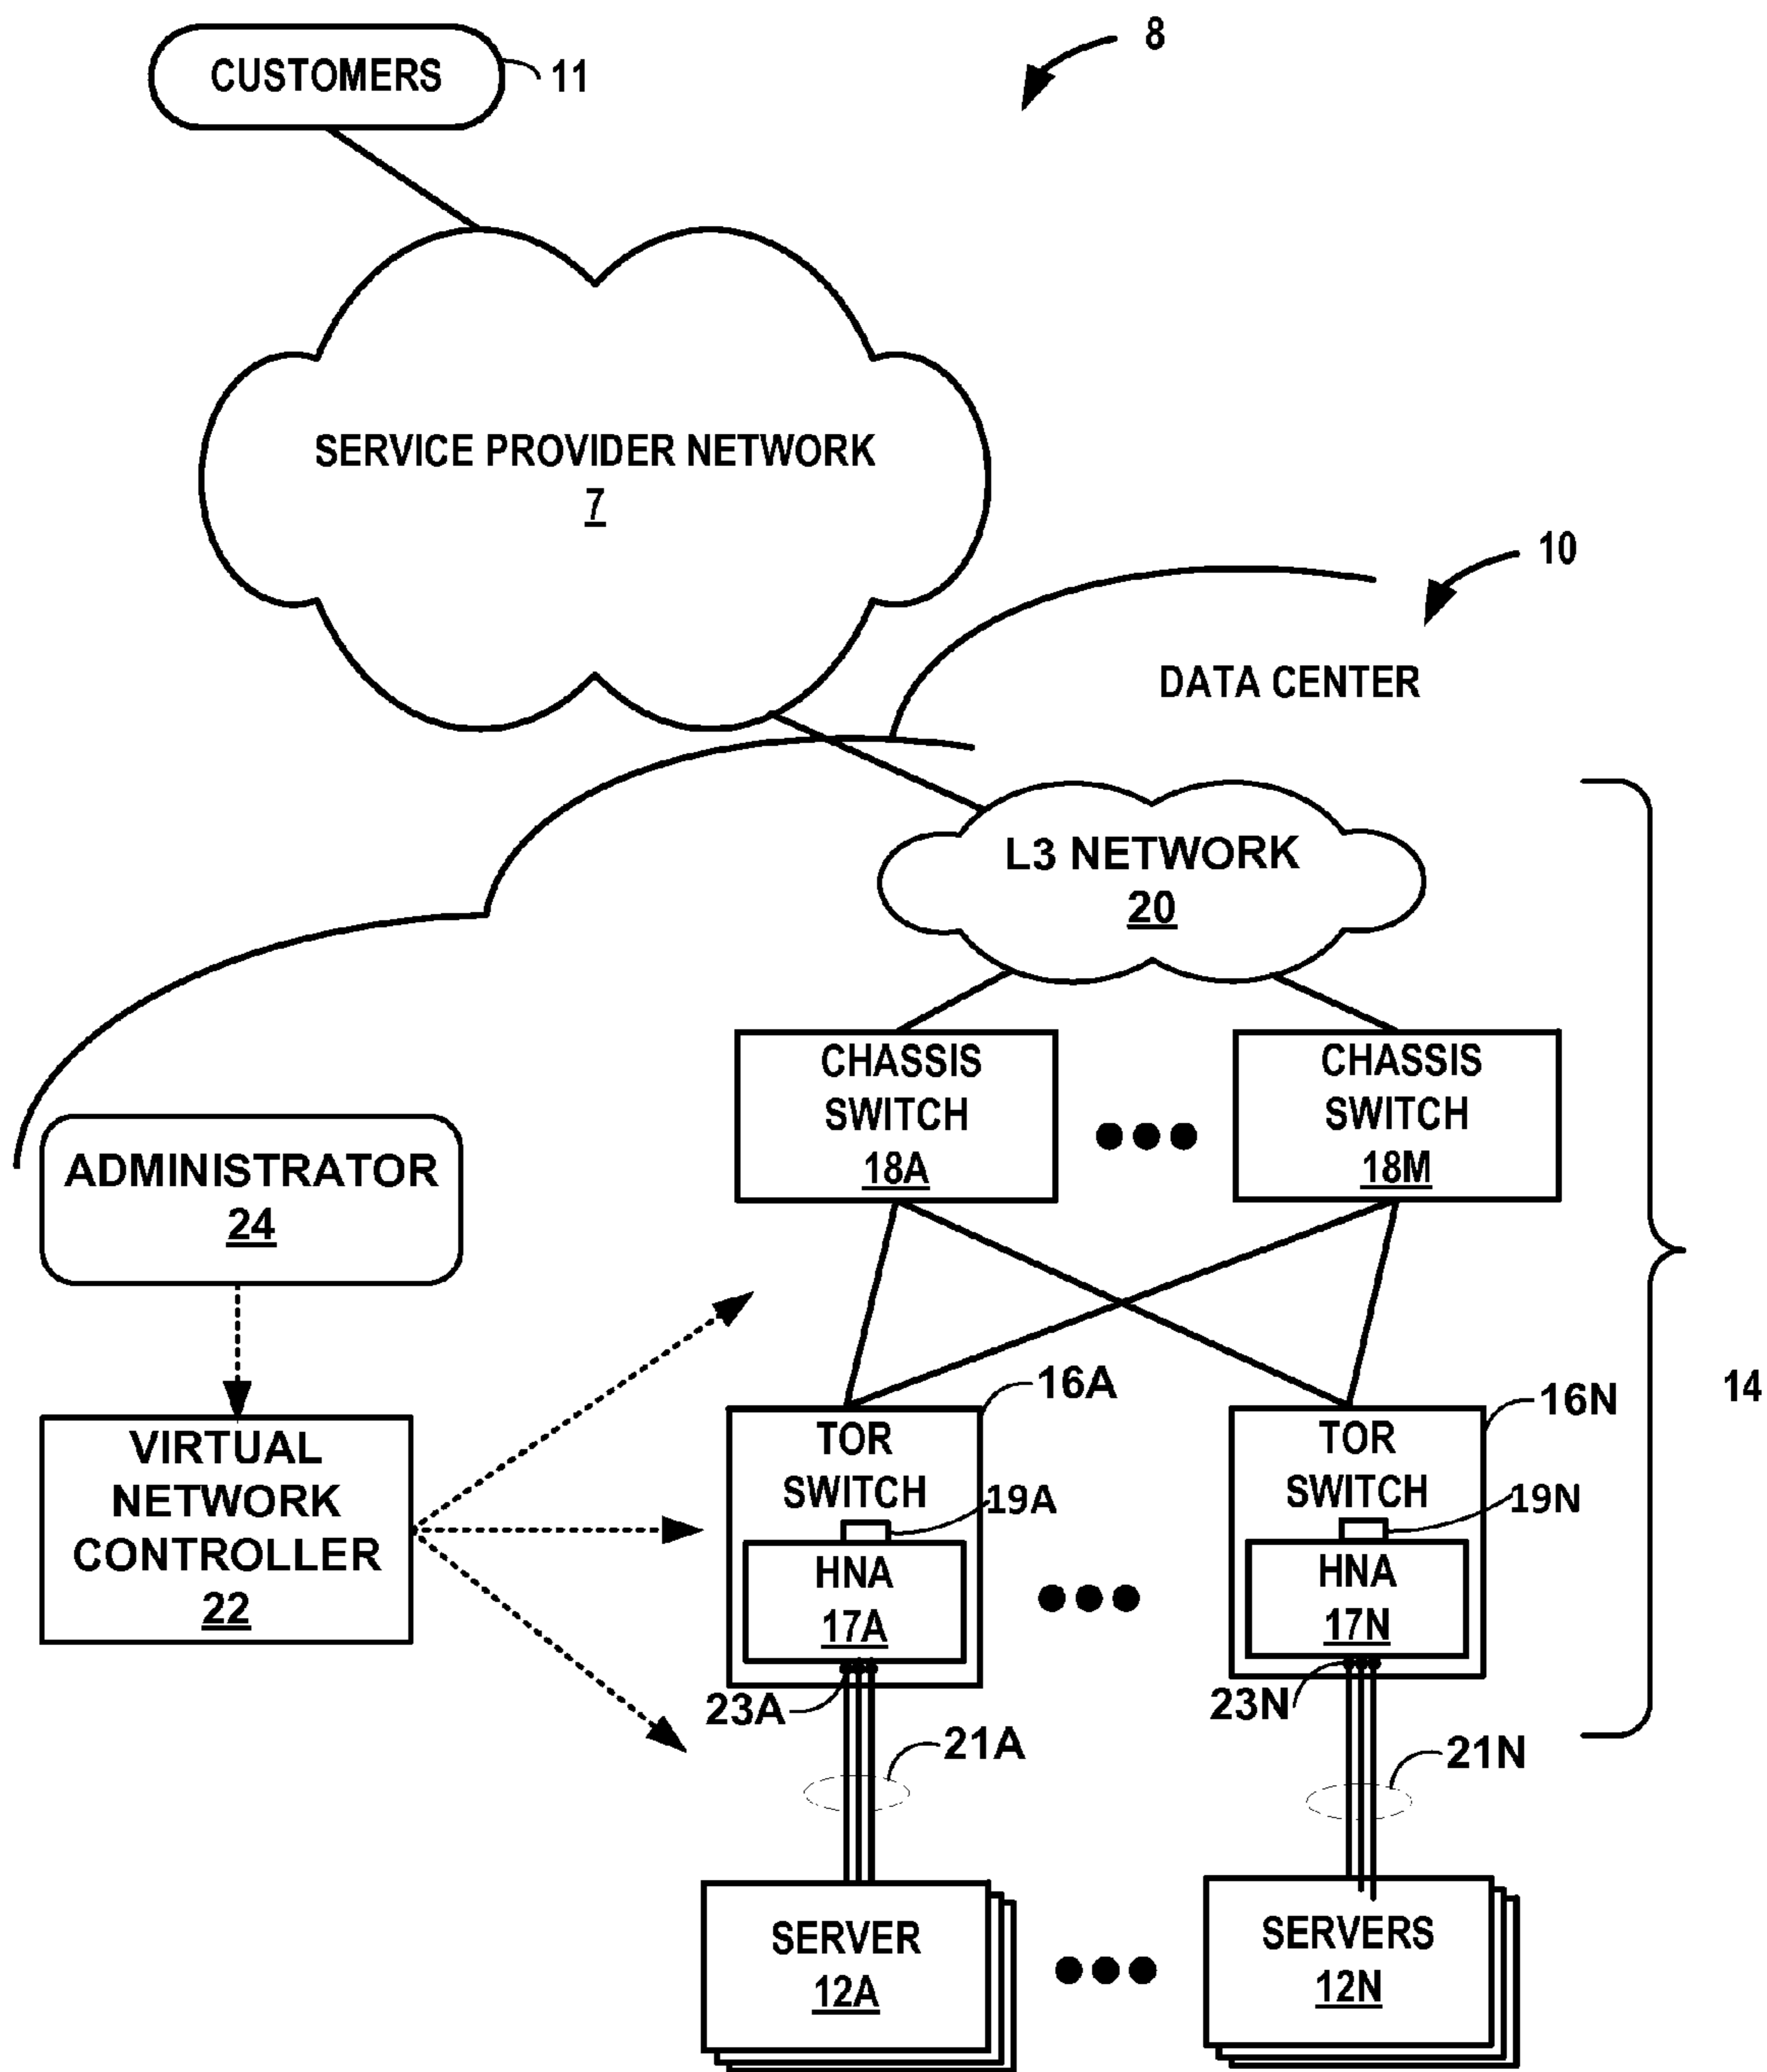 8
CUSTOMERS
11
SERVICE PROVIDER NETWORK
7
10
DATA CENTER
L3 NETWORK
20
CHASSIS
SWITCH
18A
CHASSIS
SWITCH
18M
ADMINISTRATOR
24
14
16A
16N
TOR
SWITCH
19A
HNA
17A
TOR
SWITCH
19N
HNA
17N
VIRTUAL
NETWORK
CONTROLLER
22
23A
23N
21A
21N
SERVER
12A
SERVERS
12N